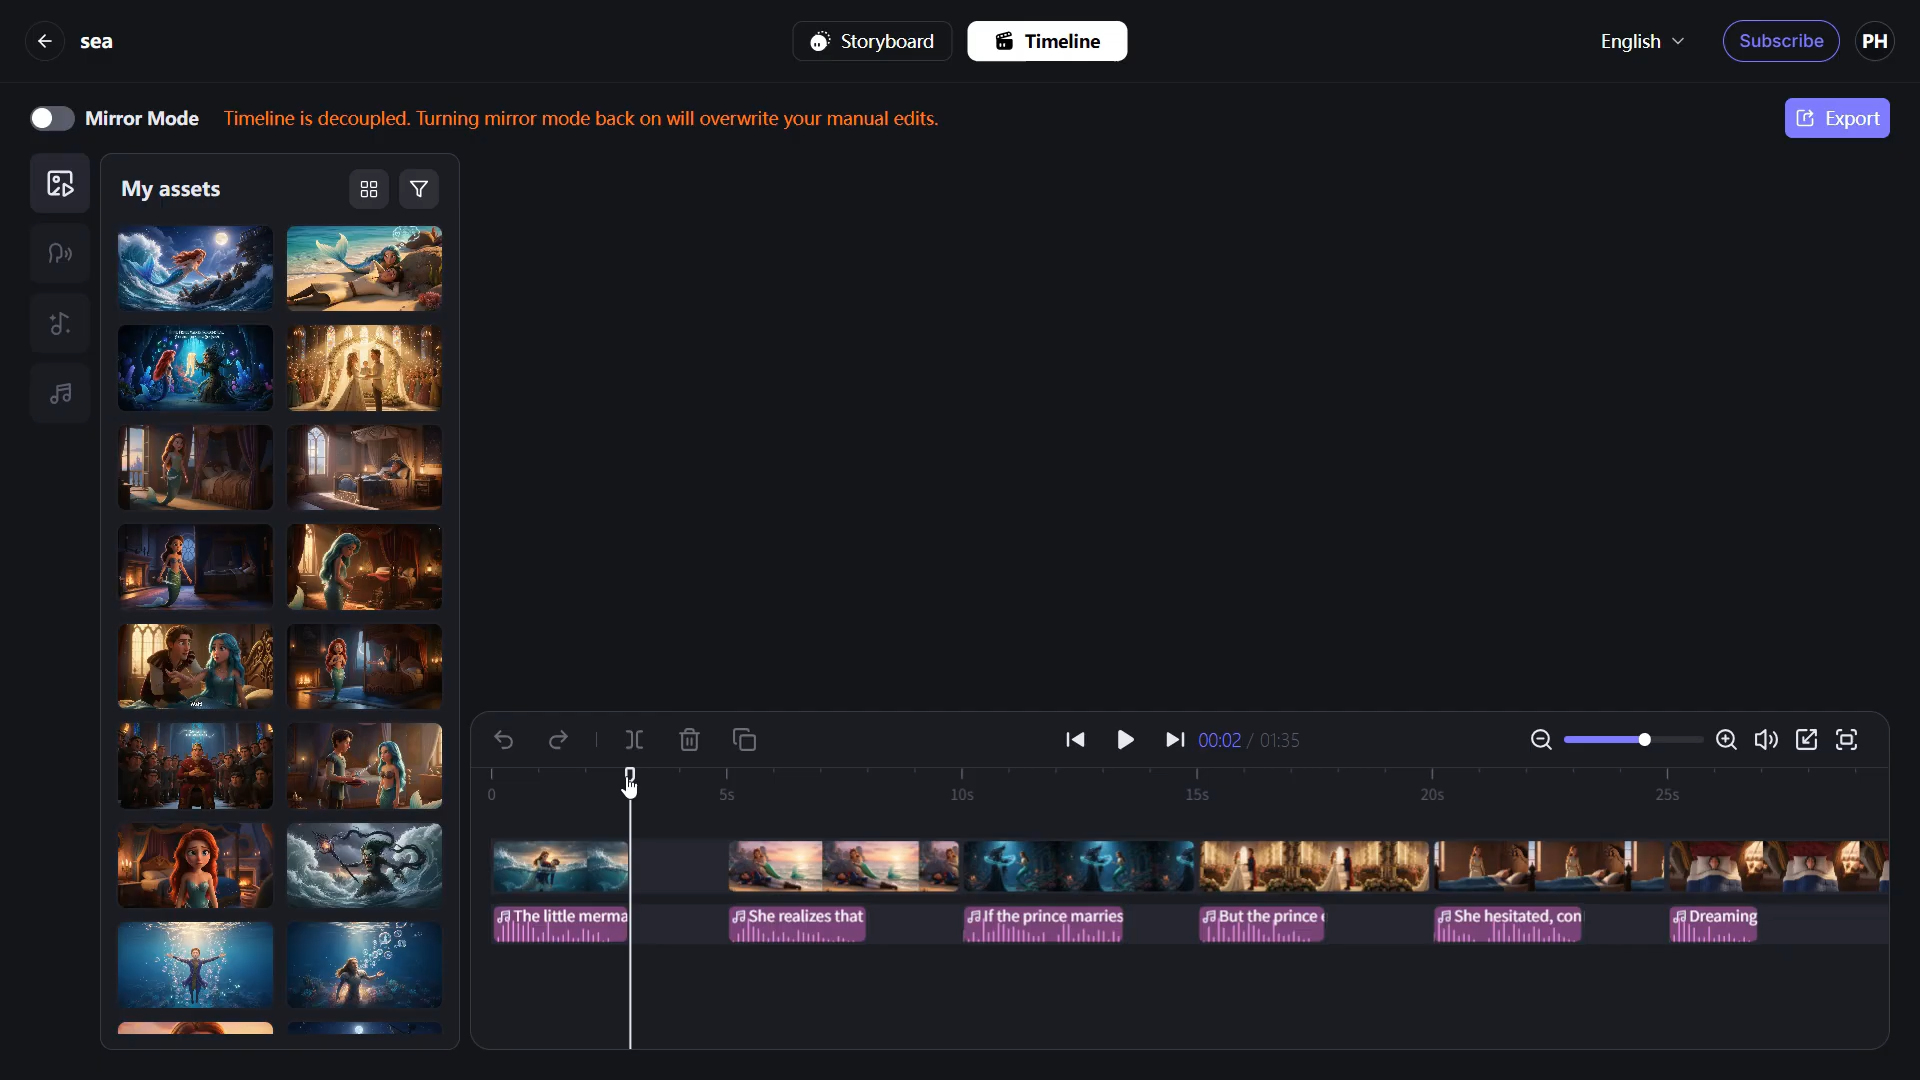 sea
Storyboard
Timeline
English
Subscribe
PH
Mirror Mode
Timeline is decoupled. Turning mirror mode back on will overwrite your manual edits.
Export
My assets
00:02 / 01:35
0
5s
10s
15s
20s
25s
The little merma
She realizes that
If the prince marries
But the prince
She hesitated, con
Dreaming